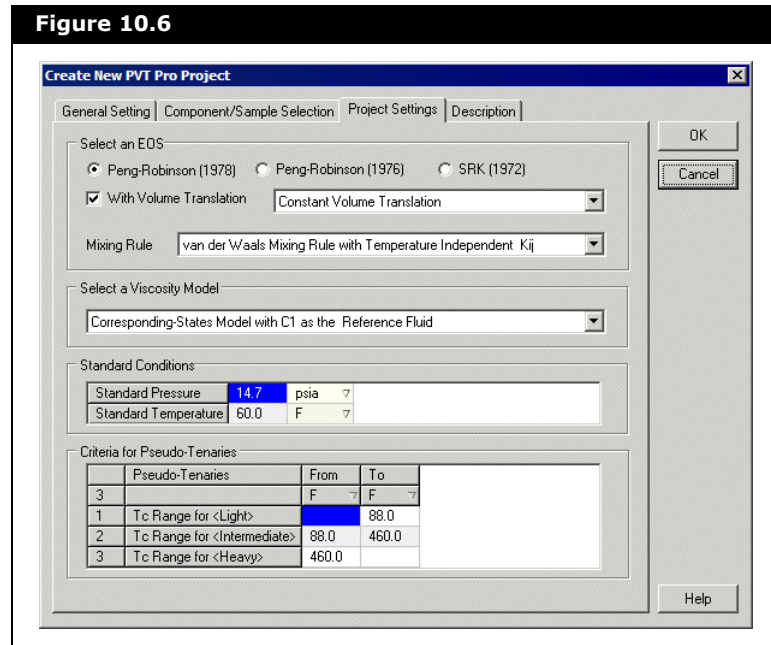 Figure 10.6
Create New PVT Pro Project
General Setting Component/Sample Selection Project Settings Description
OK
Cancel
Select an EOS
Peng-Robinson (1978) Peng-Robinson (1976) SRK (1972)
With Volume Translation Constant Volume Translation
Mixing Rule van der Waals Mixing Rule with Temperature Independent Kij
Select a Viscosity Model
Corresponding-States Model with C1 as the Reference Fluid
Standard Conditions
Standard Pressure 14.7 psia
Standard Temperature 60.0 F
Criteria for Pseudo-Tenaries
Pseudo-Tenaries From To
3 F F
1 Tc Range for <Light> 88.0
2 Tc Range for <Intermediate> 88.0 460.0
3 Tc Range for <Heavy> 460.0
Help